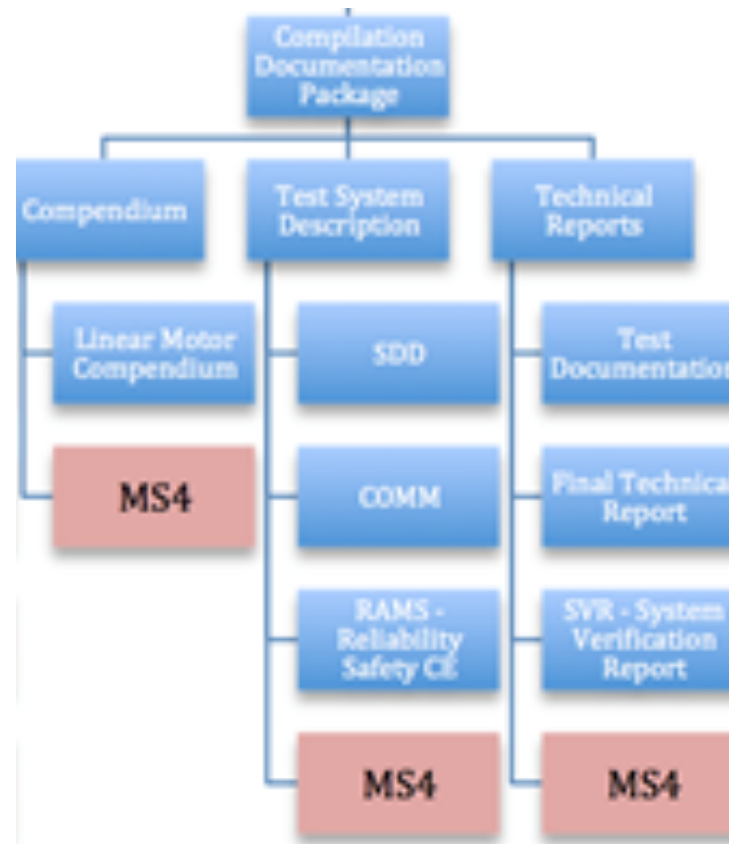 Compilation
Documentation
Package
Compendium
Test System
Description
Technical
Reports
Linear Motor
Compendium
MS4
SDD
COMM
RAMS -
Reliability
Safety CE
MS4
Test
Documentation
Final Technica
Report
SVR - System
Verification
Report
MS4